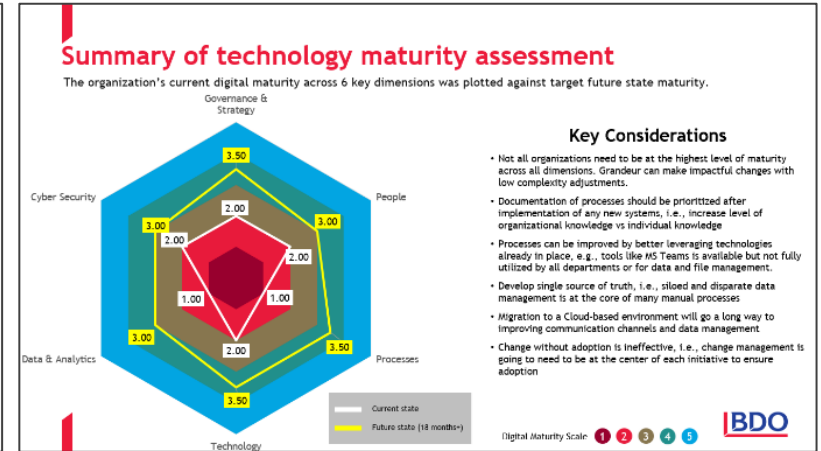 Summary of technology maturity assessment
The organization's current digital maturity across 6 key dimensions was plotted against target future state maturity.
Governance &
Strategy
3.50
Cyber Security
People
2.00
3.00
3.00
2.00
2.00
1.00
1.00
3.00
3.50
2.00
Data & Analytics
Processes
3.50
Technology
Current state
Future state (18 months+)
Key Considerations
• Not all organizations need to be at the highest level of maturity
across all dimensions. Grandeur can make impactful changes with
low complexity adjustments.
• Documentation of processes should be prioritized after
implementation of any new systems, i.e., increase level of
organizational knowledge vs individual knowledge
• Processes can be improved by better leveraging technologies
already in place, e.g., tools like MS Teams is available but not fully
utilized by all departments or for data and file management.
• Develop single source of truth, i.e., siloed and disparate data
management is at the core of many manual processes
• Migration to a Cloud-based environment will go a long way to
improving communication channels and data management
• Change without adoption is ineffective, i.e., change management is
going to need to be at the center of each initiative to ensure
adoption
Digital Maturity Scale 1 2 3 4 5
BDO